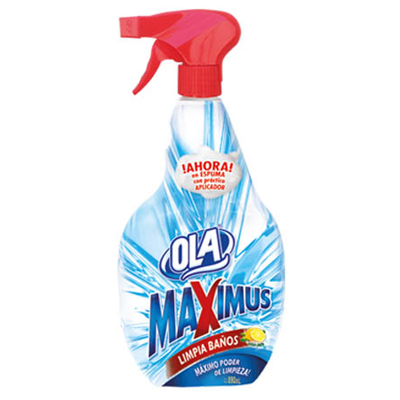 ¡AHORA!
en ESPUMA
con práctico
APLICADOR
OLA
MAXIMUS
LIMPIA BAÑOS
MÁXIMO PODER
DE LIMPIEZA!